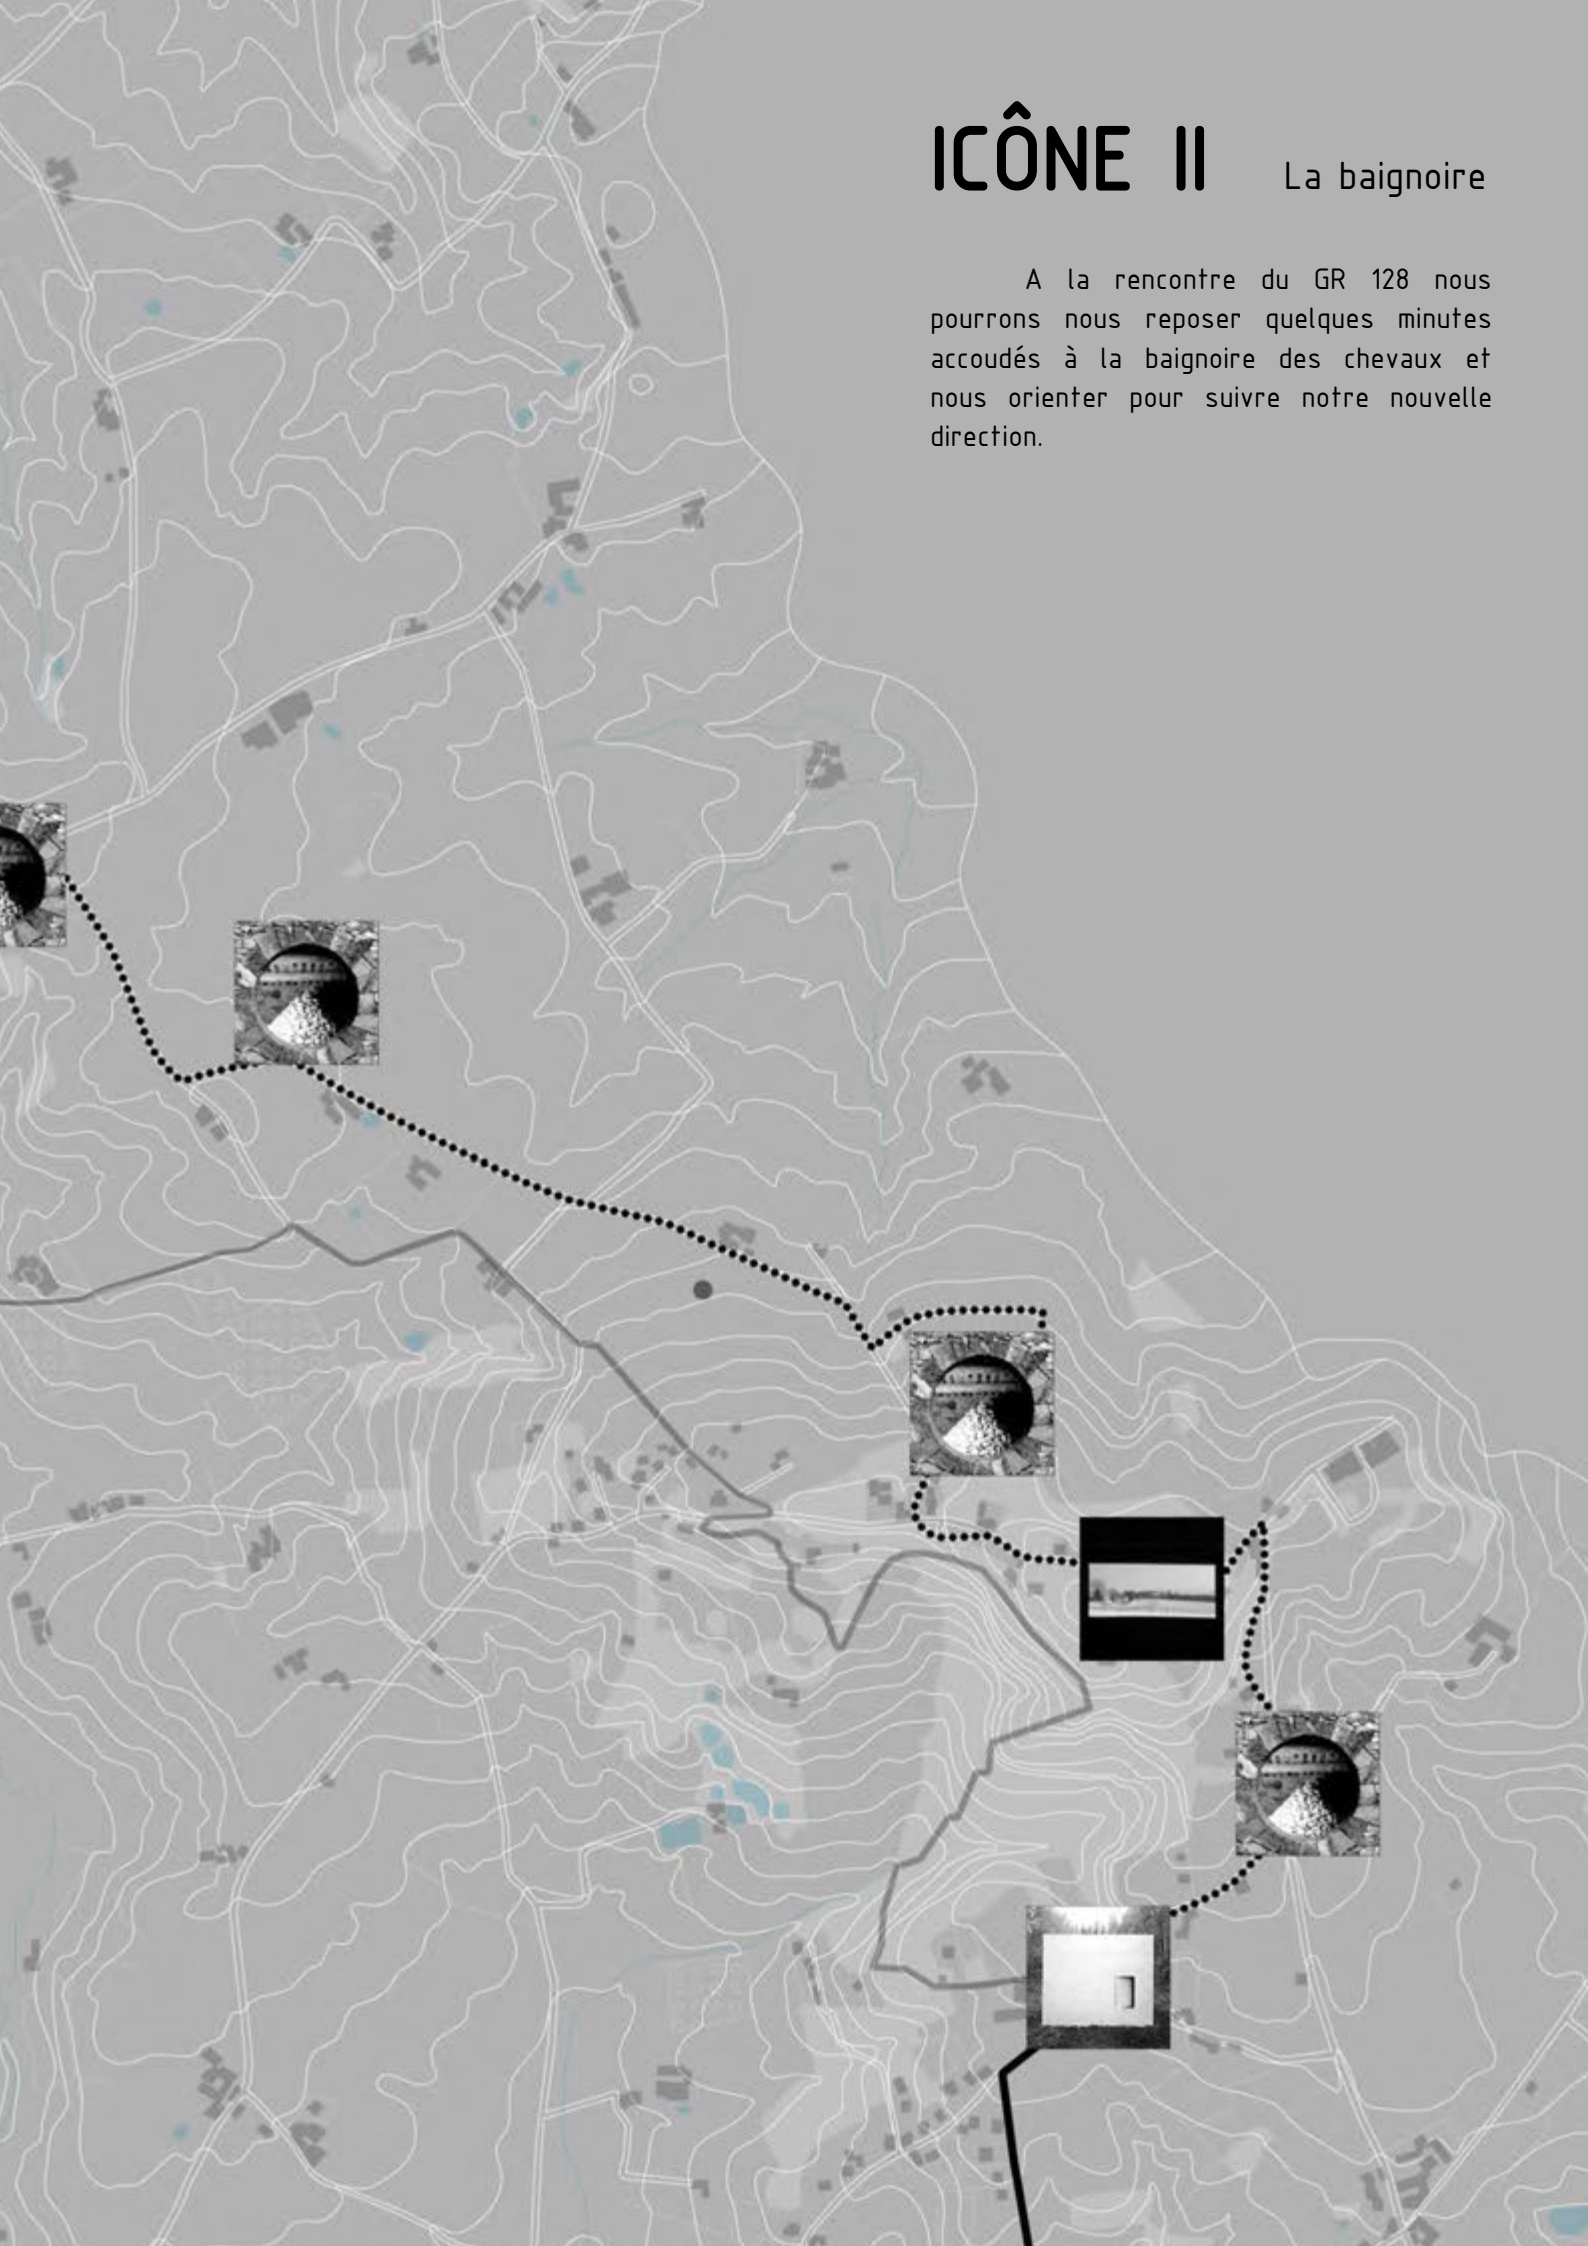 ICÔNE II La baignoire
A la rencontre du GR 128 nous
pourrons nous reposer quelques minutes
accoudés à la baignoire des chevaux et
nous orienter pour suivre notre nouvelle
direction.